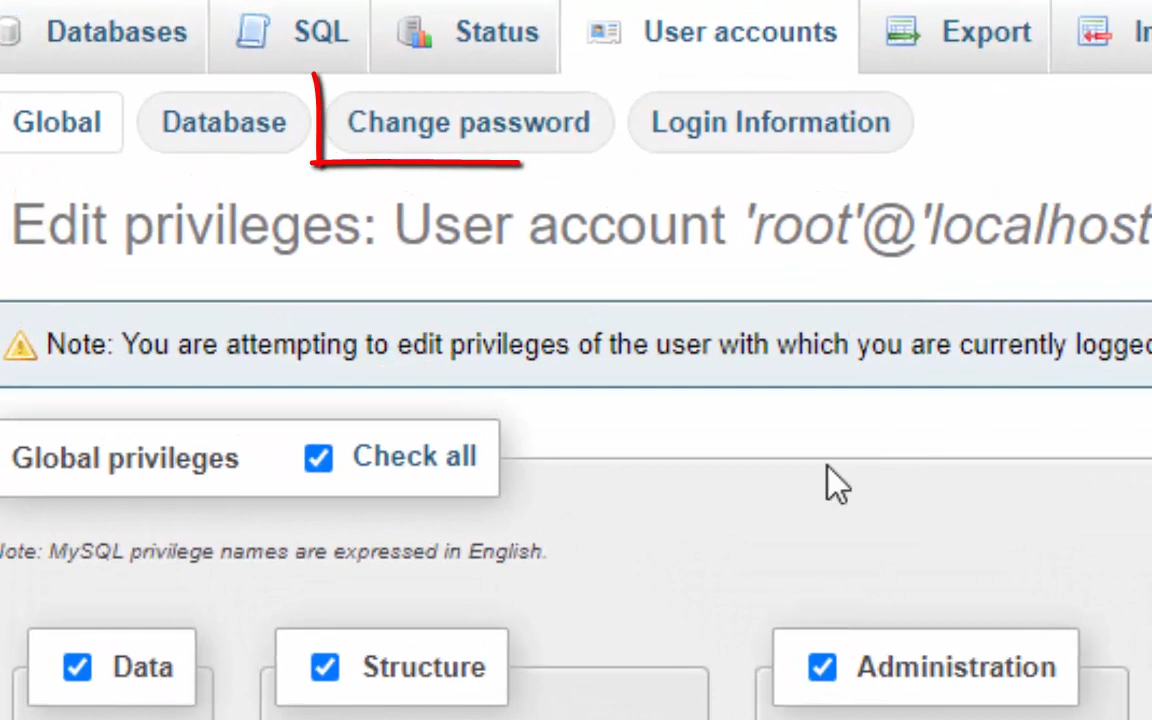 Databases SQL Status User accounts Export
Global Database Change password Login Information
Edit privileges: User account 'root'@'localhost
Note: You are attempting to edit privileges of the user with which you are currently logged
Global privileges Check all
Note: MySQL privilege names are expressed in English.
Data Structure Administration